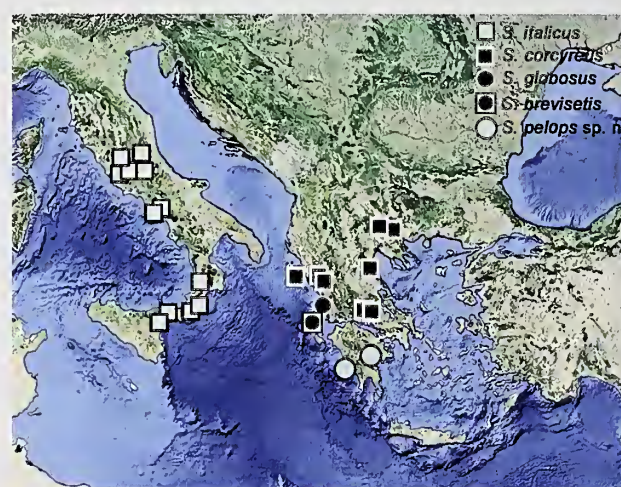 S. italicus
S. corcyreus
S. globosus
S. brevisetis
S. pelops sp. n